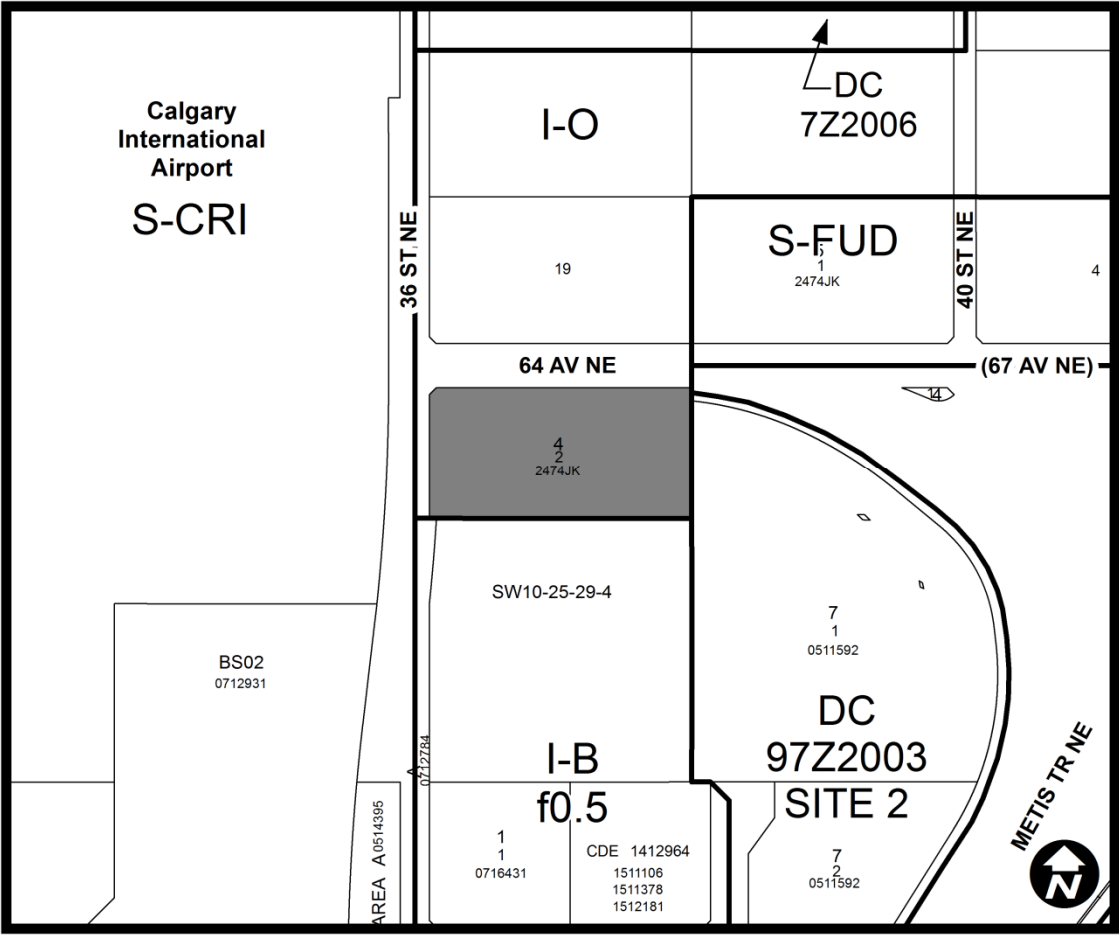 Calgary
International
Airport
S-CRI
36 ST NE
I-O
DC
7Z2006
19
S-FUD
5
1
2474JK
40 ST NE
4
64 AV NE
(67 AV NE)
14
4
2
2474JK
SW10-25-29-4
BS02
0712931
7
1
0511592
A
0712784
I-B
f0.5
DC
97Z2003
SITE 2
METIS TR NE
AREA A
0514395
1
1
0716431
CDE 1412964
1511106
1511378
1512181
7
2
0511592
N